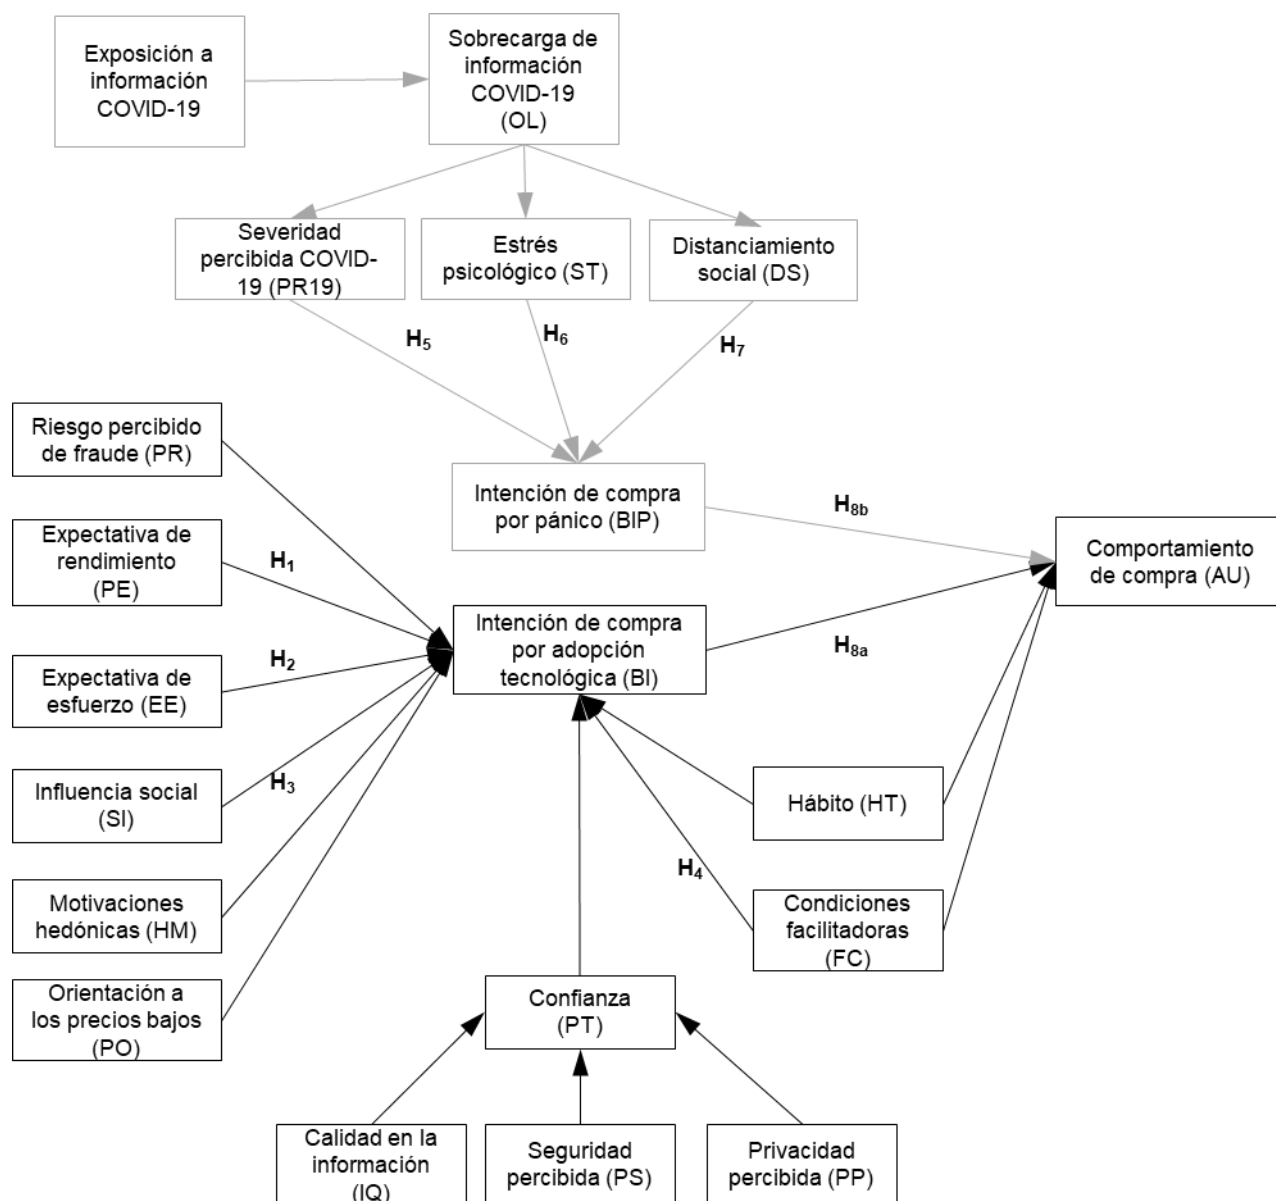 Exposición a
información
COVID-19
Sobrecarga de
información
COVID-19
(OL)
Severidad
percibida COVID-
19 (PR19)
Estrés
psicológico (ST)
Distanciamiento
social (DS)
H5
H6
H7
Riesgo percibido
de fraude (PR)
Intención de compra
por pánico (BIP)
H8b
Expectativa de
rendimiento
(PE)
H1
Comportamiento
de compra (AU)
Intención de compra
por adopción
tecnológica (BI)
H8a
Expectativa de
esfuerzo (EE)
H2
Influencia social
(SI)
H3
Hábito (HT)
H4
Motivaciones
hedónicas (HM)
Condiciones
facilitadoras
(FC)
Orientación a
los precios bajos
(PO)
Confianza
(PT)
Calidad en la
información
(IQ)
Seguridad
percibida (PS)
Privacidad
percibida (PP)